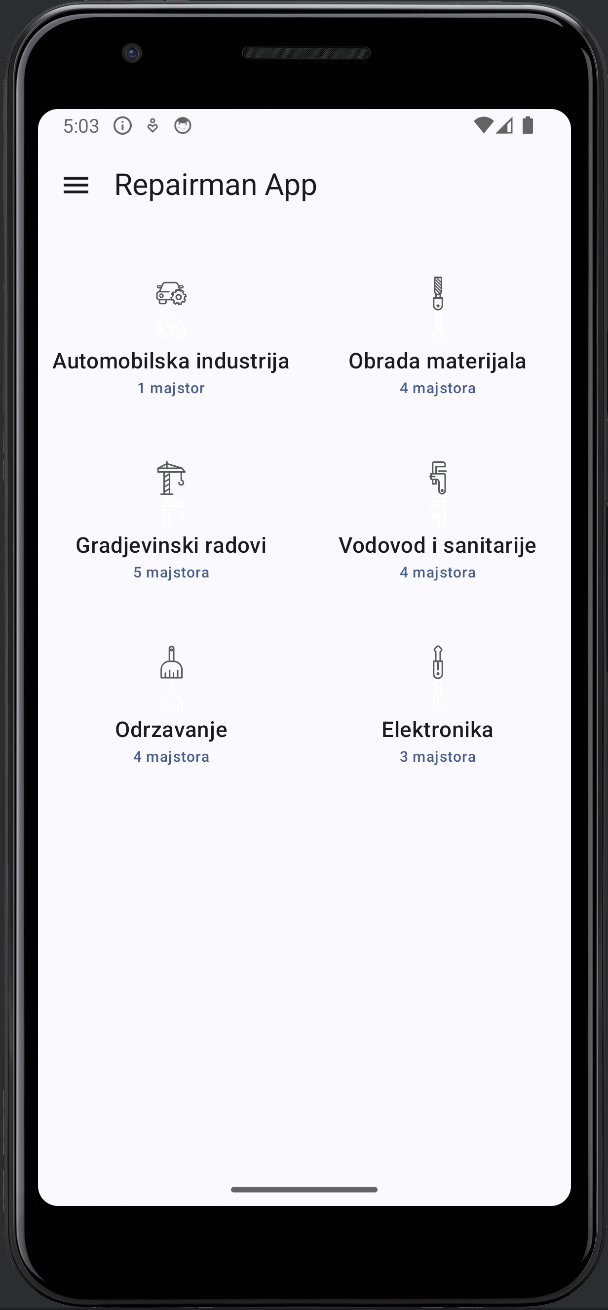 5:03
Repairman App
Automobilska industrija
1 majstor
Obrada materijala
4 majstora
Gradjevinski radovi
5 majstora
Vodovod i sanitarije
4 majstora
Odrzavanje
4 majstora
Elektronika
3 majstora